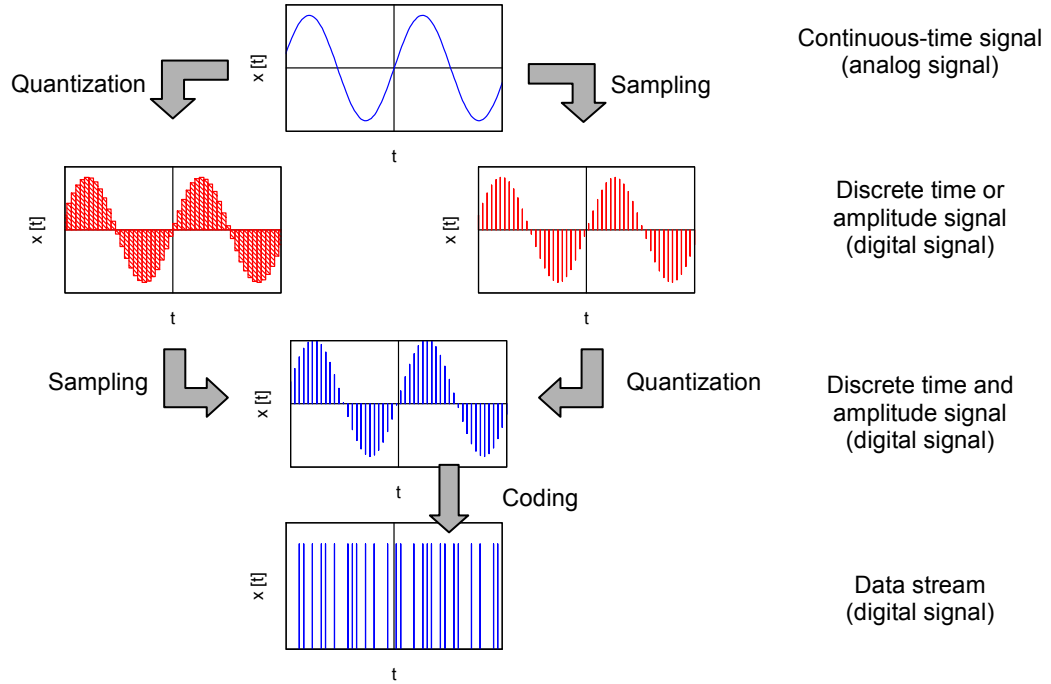 x [t]
t
Quantization
Sampling
Continuous-time signal
(analog signal)
x [t]
t
x [t]
t
Discrete time or
amplitude signal
(digital signal)
Sampling
Quantization
x [t]
t
Discrete time and
amplitude signal
(digital signal)
Coding
x [t]
t
Data stream
(digital signal)